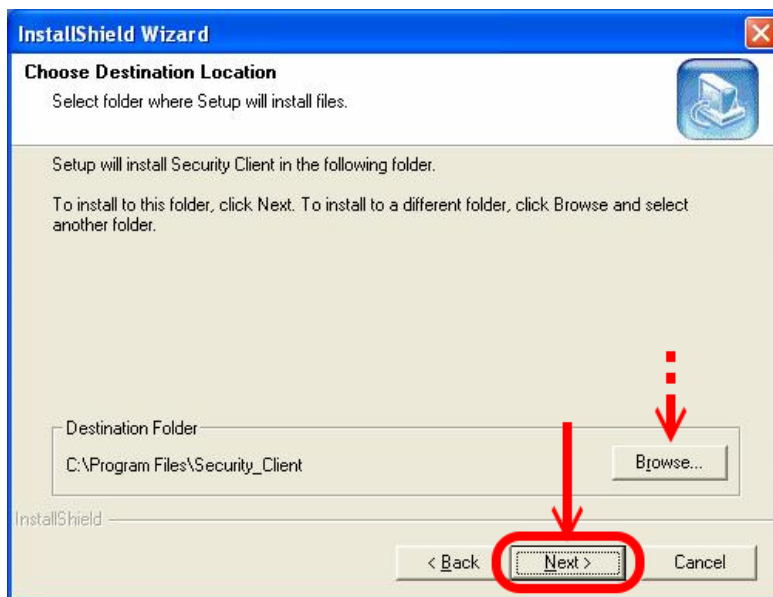 InstallShield Wizard
Choose Destination Location
Select folder where Setup will install files.
Setup will install Security Client in the following folder.
To install to this folder, click Next. To install to a different folder, click Browse and select
another folder.
Destination Folder
C:\Program Files\Security_Client
Browse...
InstallShield
< Back
Next >
Cancel